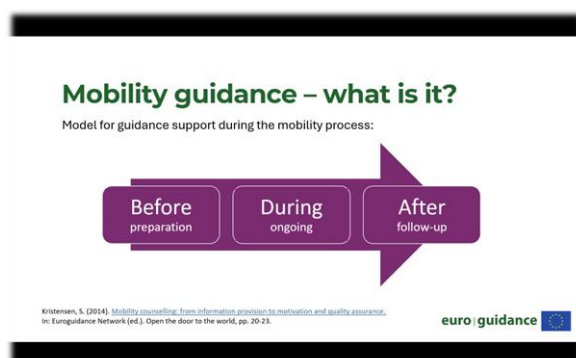 Mobility guidance – what is it?
Model for guidance support during the mobility process:
Before
preparation
During
ongoing
After
follow-up
Kristensen, S. (2014). Mobility counselling: from information provision to motivation and quality assurance.
In: Euroguidance Network (ed.). Open the door to the world, pp. 20-23.
euro|guidance